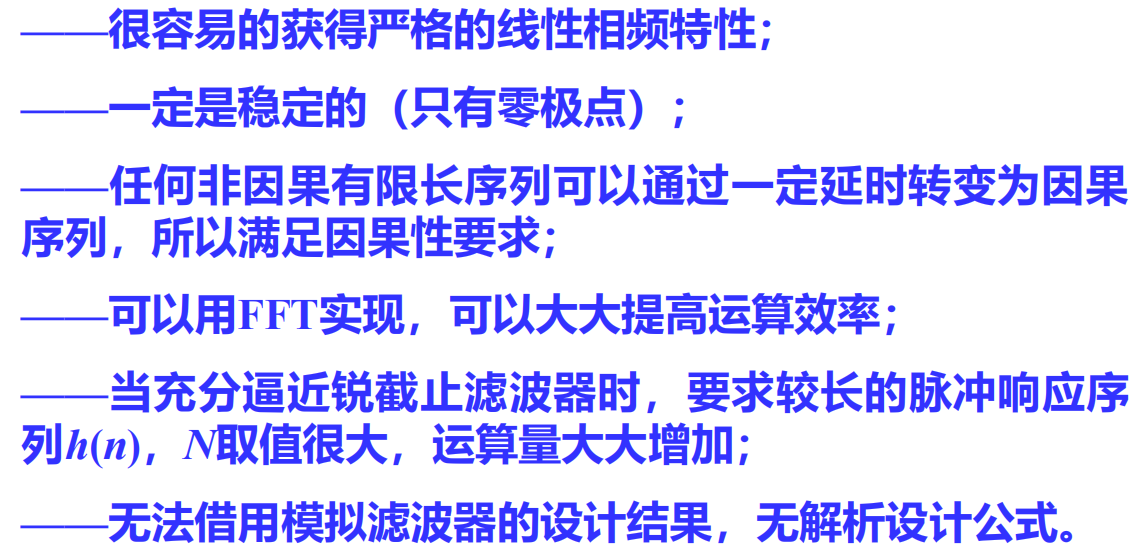 ——很容易的获得严格的线性相频特性；
——一定是稳定的（只有零极点）；
——任何非因果有限长序列可以通过一定延时转变为因果
序列，所以满足因果性要求；
——可以用FFT实现，可以大大提高运算效率；
——当充分逼近锐截止滤波器时，要求较长的脉冲响应序
列h(n)，N取值很大，运算量大大增加；
——无法借用模拟滤波器的设计结果，无解析设计公式。